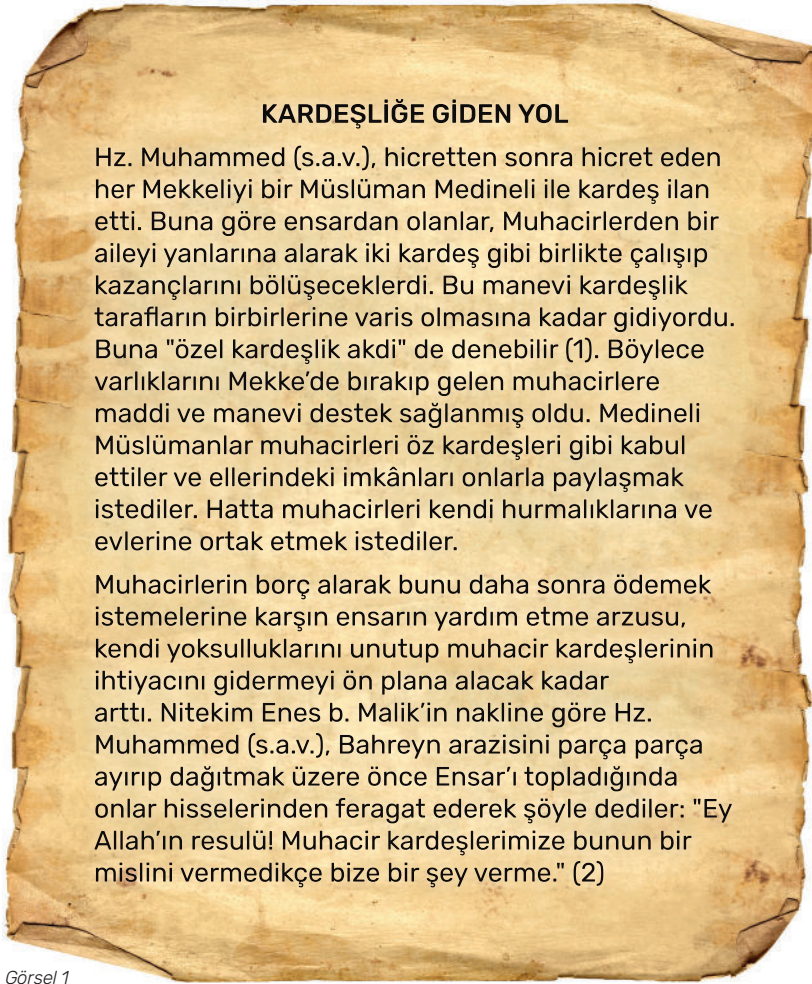 KARDEŞLİĞE GİDEN YOL
Hz. Muhammed (s.a.v.), hicretten sonra hicret eden
her Mekkeliyi bir Müslüman Medineli ile kardeş ilan
etti. Buna göre ensardan olanlar, Muhacirlerden bir
aileyi yanlarına alarak iki kardeş gibi birlikte çalışıp
kazançlarını bölüşeceklerdi. Bu manevi kardeşlik
tarafların birbirlerine varis olmasına kadar gidiyordu.
Buna "özel kardeşlik akdi" de denebilir (1). Böylece
varlıklarını Mekke’de bırakıp gelen muhacirlere
maddi ve manevi destek sağlanmış oldu. Medineli
Müslümanlar muhacirleri öz kardeşleri gibi kabul
ettiler ve ellerindeki imkânları onlarla paylaşmak
istediler. Hatta muhacirleri kendi hurmalıklarına ve
evlerine ortak etmek istediler.
Muhacirlerin borç alarak bunu daha sonra ödemek
istemelerine karşın ensarın yardım etme arzusu,
kendi yoksulluklarını unutup muhacir kardeşlerinin
ihtiyacını gidermeyi ön plana alacak kadar
arttı. Nitekim Enes b. Malik’in nakline göre Hz.
Muhammed (s.a.v.), Bahreyn arazisini parça parça
ayırıp dağıtmak üzere önce Ensar’ı topladığında
onlar hisselerinden feragat ederek şöyle dediler: "Ey
Allah’ın resulü! Muhacir kardeşlerimize bunun bir
mislini vermedikçe bize bir şey verme." (2)
Görsel 1